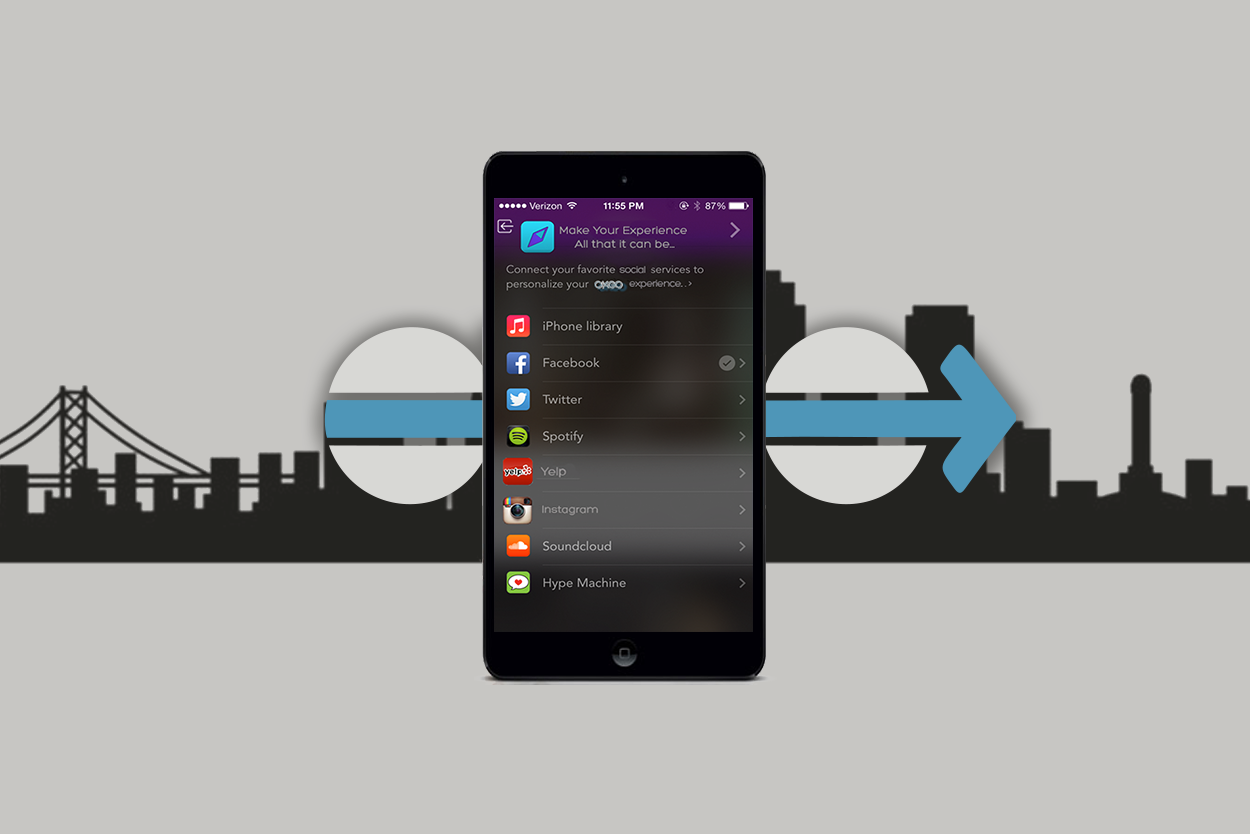 Verizon 11:55 PM 87%
Make Your Experience
All that it can be...
Connect your favorite social services to
personalize your experience. . >
iPhone library
Facebook
Twitter
Spotify
yelp Yelp
Instagram
Soundcloud
Hype Machine